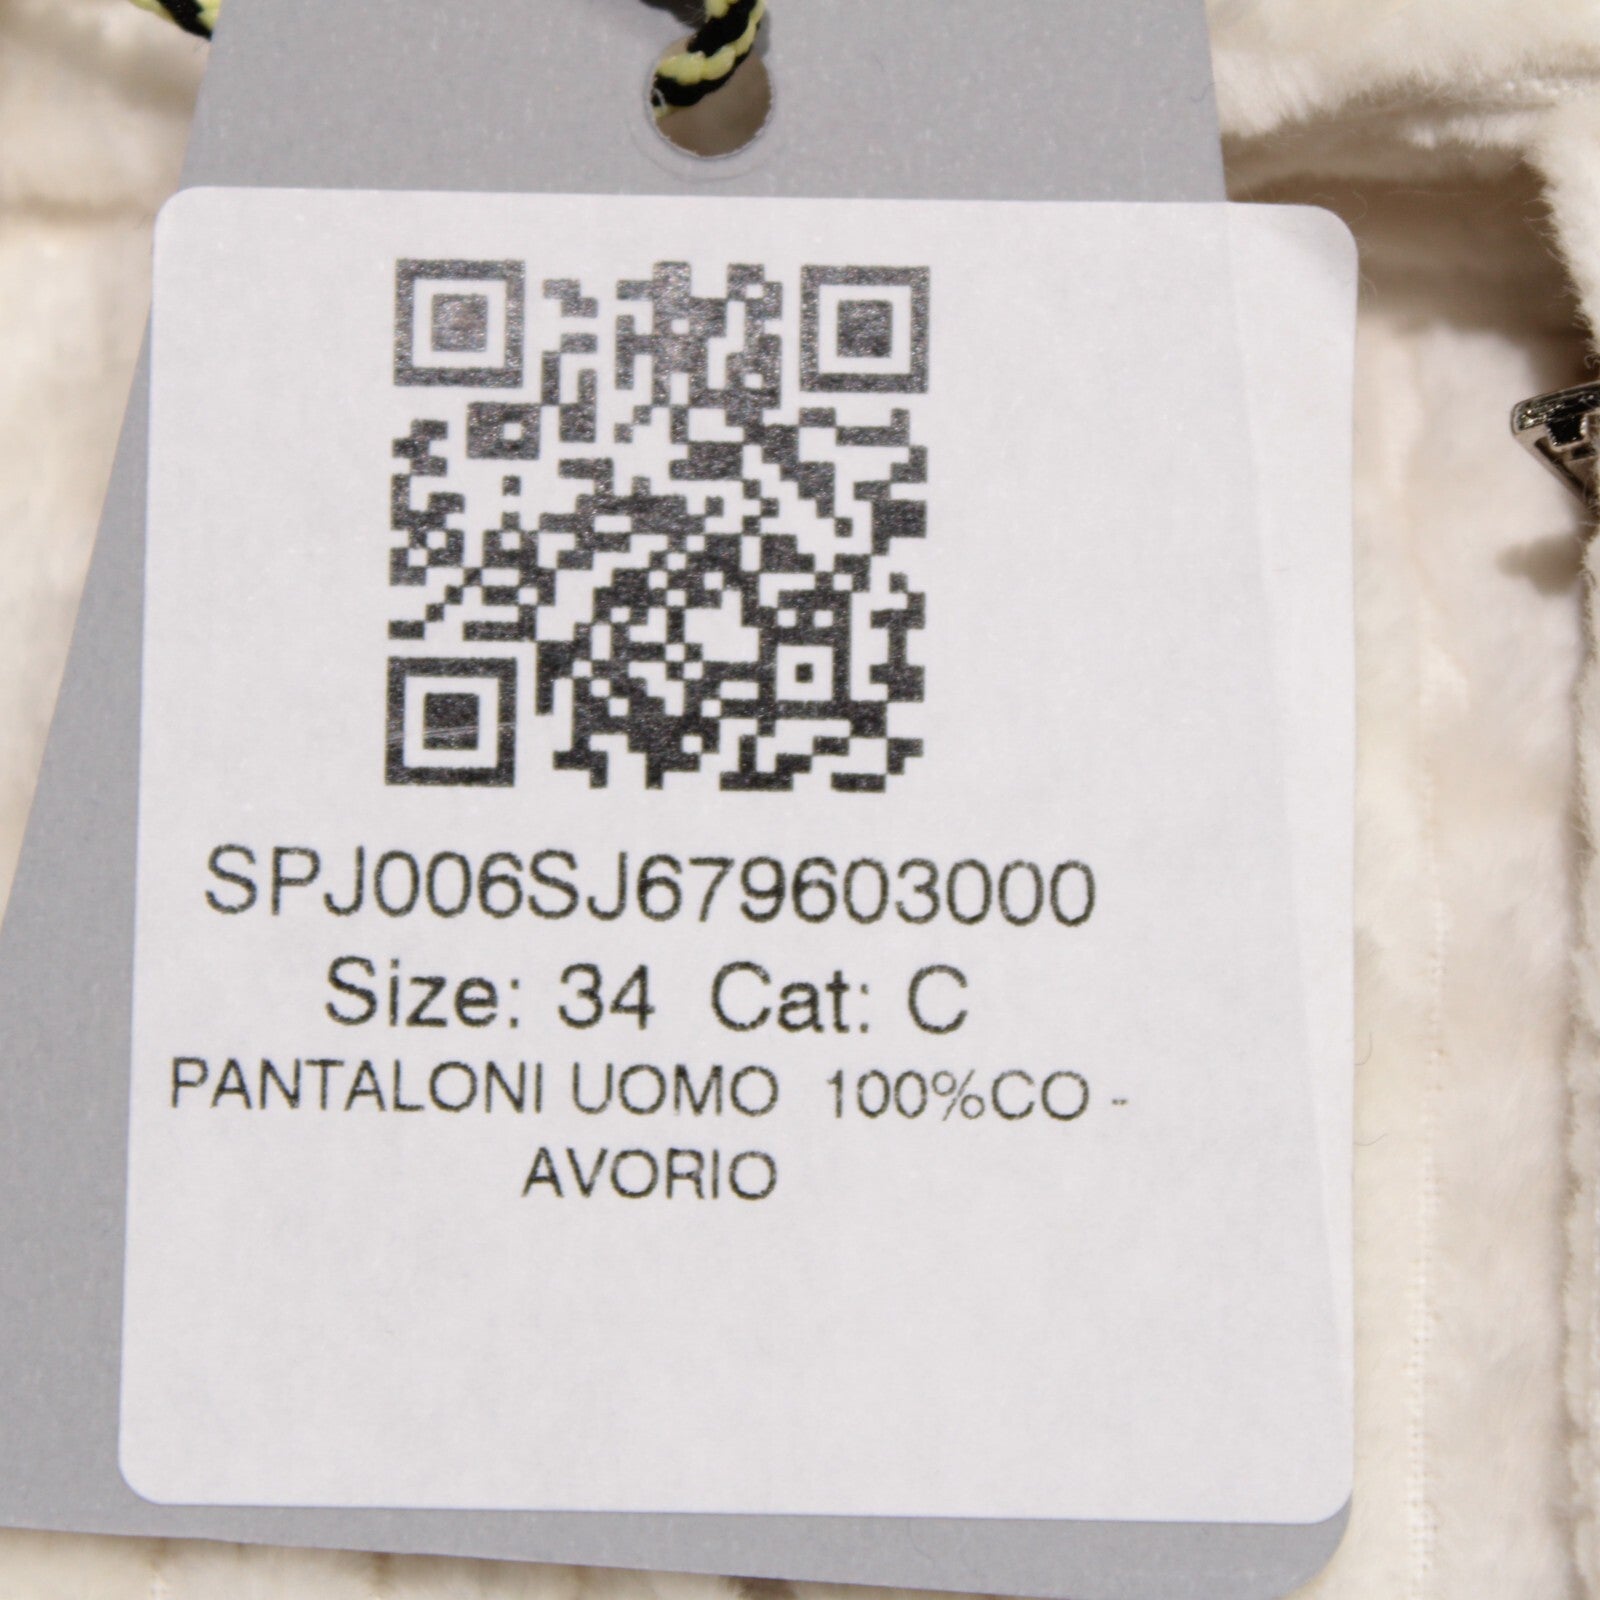 SPJ006SJ679603000
Size: 34 Cat: C
PANTALONI UOMO 100%CO -
AVORIO